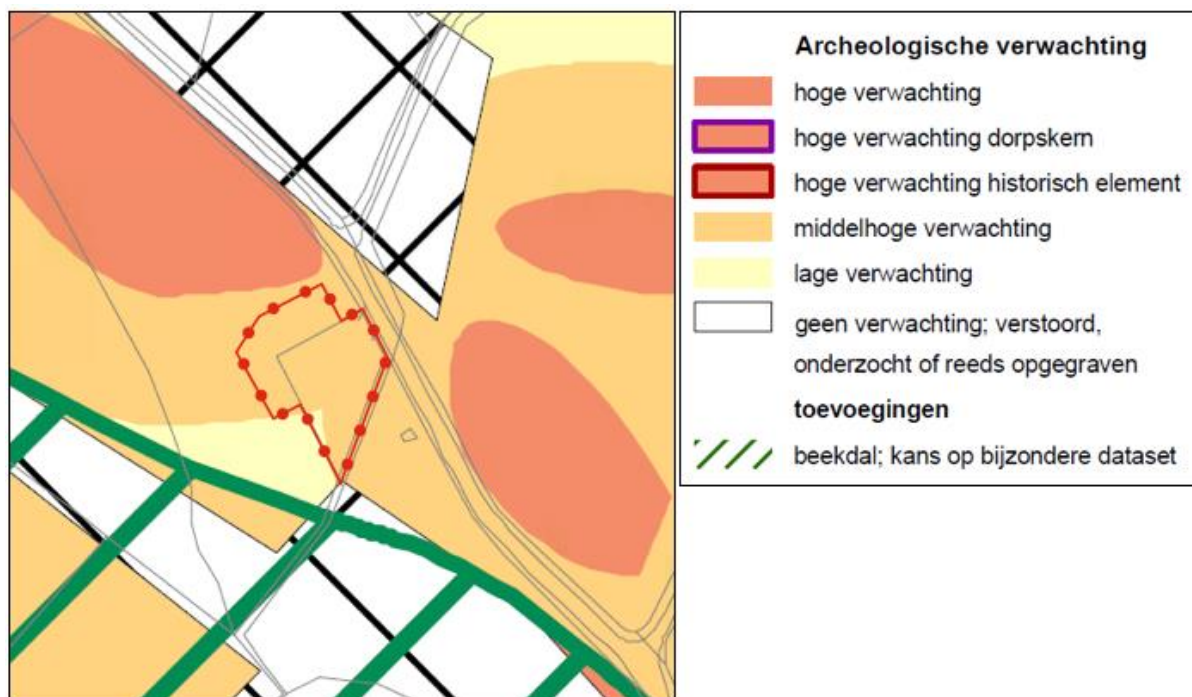 Archeologische verwachting
hoge verwachting
hoge verwachting dorpskern
hoge verwachting historisch element
middelhoge verwachting
lage verwachting
geen verwachting; verstoord,
onderzocht of reeds opgegraven
toevoegingen
beekdal; kans op bijzondere dataset